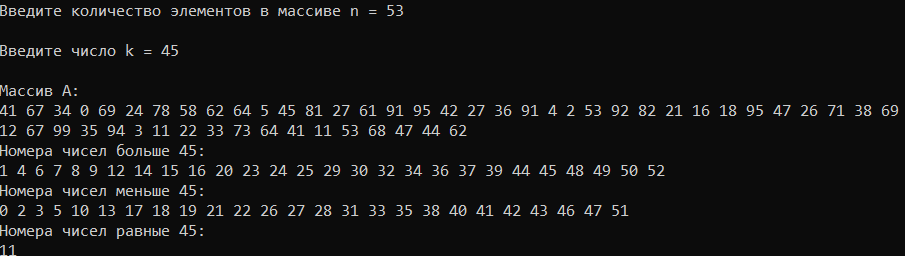 Введите количество элементов в массиве n = 53
Введите число k = 45
Массив А:
41 67 34 0 69 24 78 58 62 64 5 45 81 27 61 91 95 42 27 36 91 4 2 53 92 82 21 16 18 95 47 26 71 38 69
12 67 99 35 94 3 11 22 33 73 64 41 11 53 68 47 44 62
Номера чисел больше 45:
1 4 6 7 8 9 12 14 15 16 20 23 24 25 29 30 32 34 36 37 39 44 45 48 49 50 52
Номера чисел меньше 45:
0 2 3 5 10 13 17 18 19 21 22 26 27 28 31 33 35 38 40 41 42 43 46 47 51
Номера чисел равные 45:
11